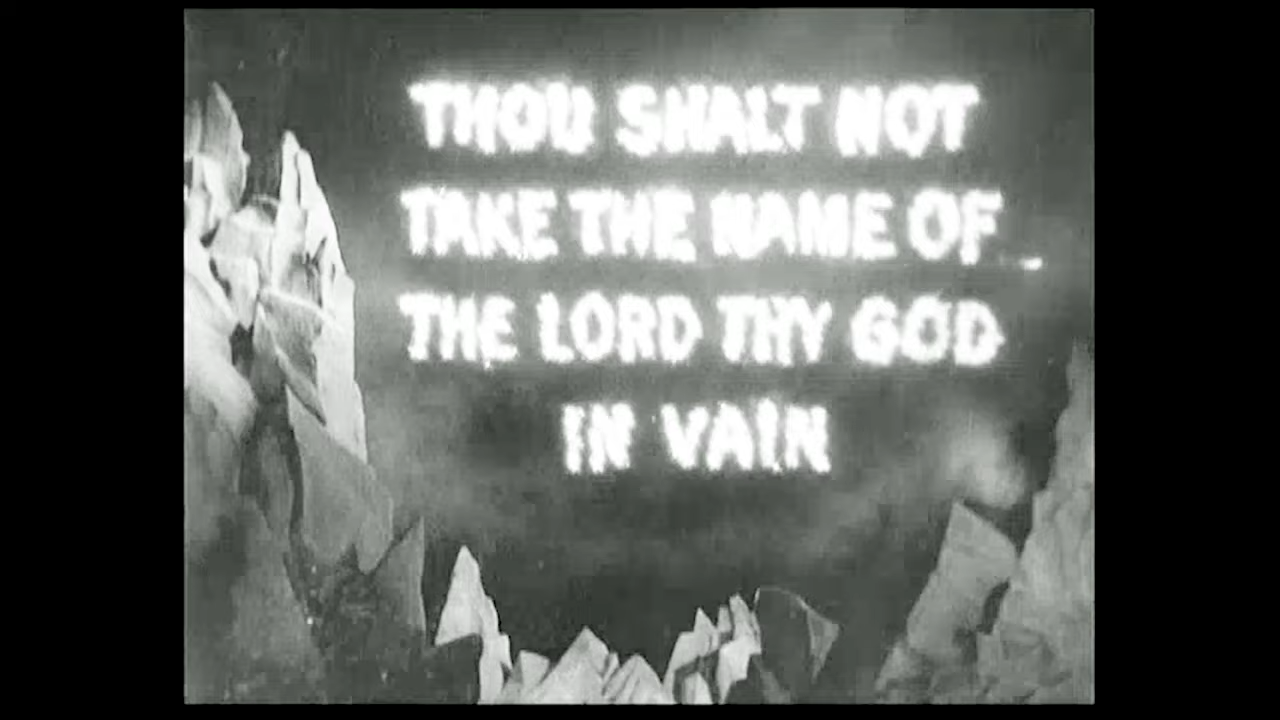 THOU SHALT NOT
TAKE THE NAME OF
THE LORD THY GOD
IN VAIN